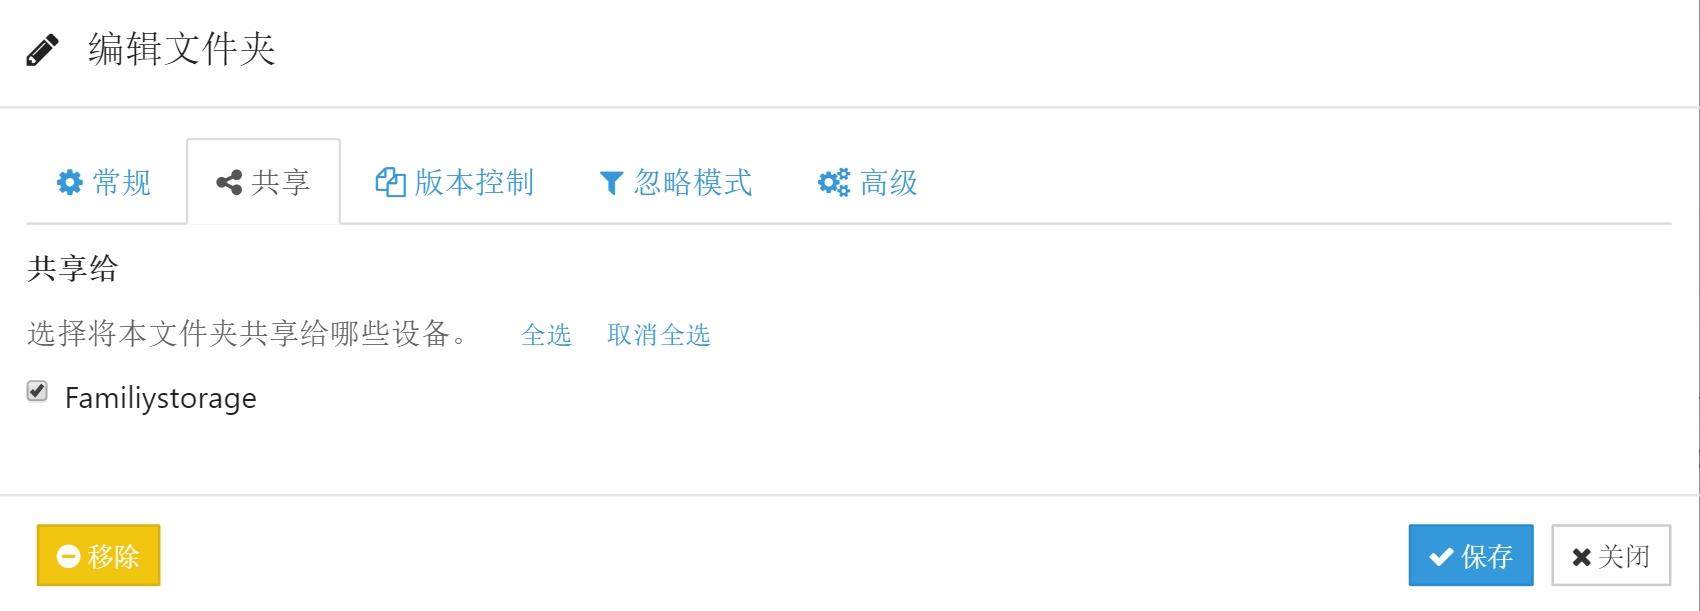 编辑文件夹
常规 共享 版本控制 忽略模式 高级
共享给
选择将本文件夹共享给哪些设备。 全选 取消全选
Familiystorage
移除 保存 关闭